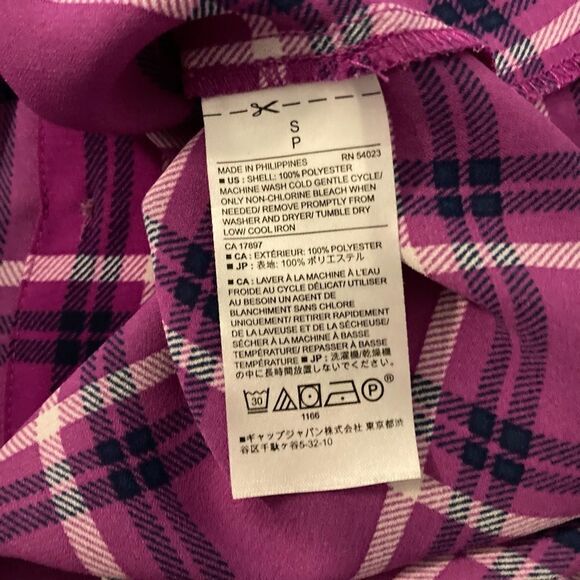 S
P
MADE IN PHILIPPINES RN 54023
■ US : SHELL: 100% POLYESTER
MACHINE WASH COLD GENTLE CYCLE/
ONLY NON-CHLORINE BLEACH WHEN
NEEDED/ REMOVE PROMPTLY FROM
WASHER AND DRYER/ TUMBLE DRY
LOW/ COOL IRON
CA 17897
■ CA : EXTÉRIEUR: 100% POLYESTER
■ JP : 表地: 100% ポリエステル
■ CA : LAVER À LA MACHINE À L'EAU
FROIDE AU CYCLE DÉLICAT/ UTILISER
AU BESOIN UN AGENT DE
BLANCHIMENT SANS CHLORE
UNIQUEMENT/ RETIRER RAPIDEMENT
DE LA LAVEUSE ET DE LA SÉCHEUSE/
SÉCHER À LA MACHINE À BASSE
TEMPÉRATURE/ REPASSER À BASSE
TEMPÉRATURE ■ JP : 洗濯機/乾燥機
の中に長時間放置しないでください。
30 P ®
1166
■ギャップジャパン株式会社 東京都渋
谷区千駄ヶ谷5-32-10